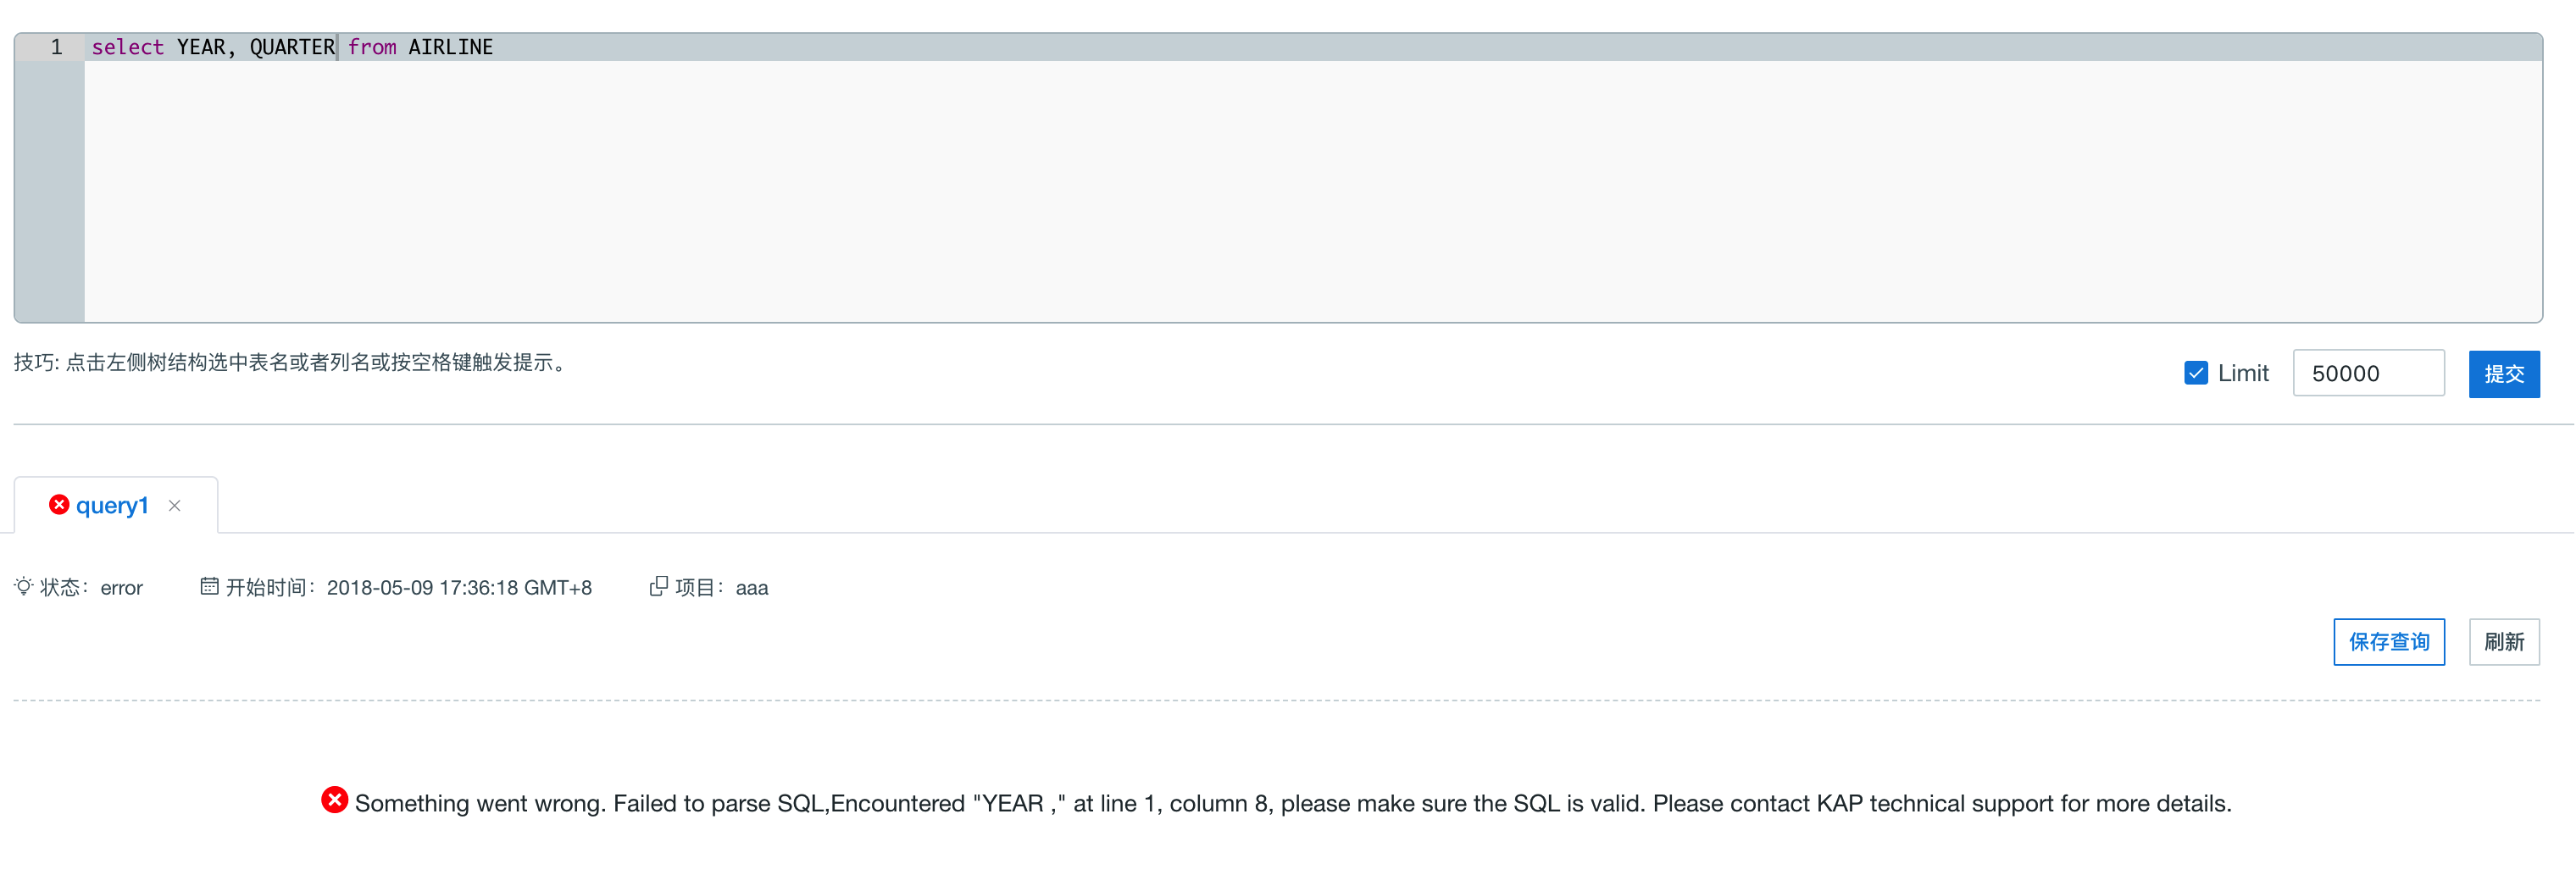 1 select YEAR, QUARTER from AIRLINE
技巧: 点击左侧树结构选中表名或者列名或按空格键触发提示。
Limit 50000 提交
query1 ×
状态： error 开始时间： 2018-05-09 17:36:18 GMT+8 项目： aaa
保存查询 刷新
Something went wrong. Failed to parse SQL,Encountered "YEAR ," at line 1, column 8, please make sure the SQL is valid. Please contact KAP technical support for more details.